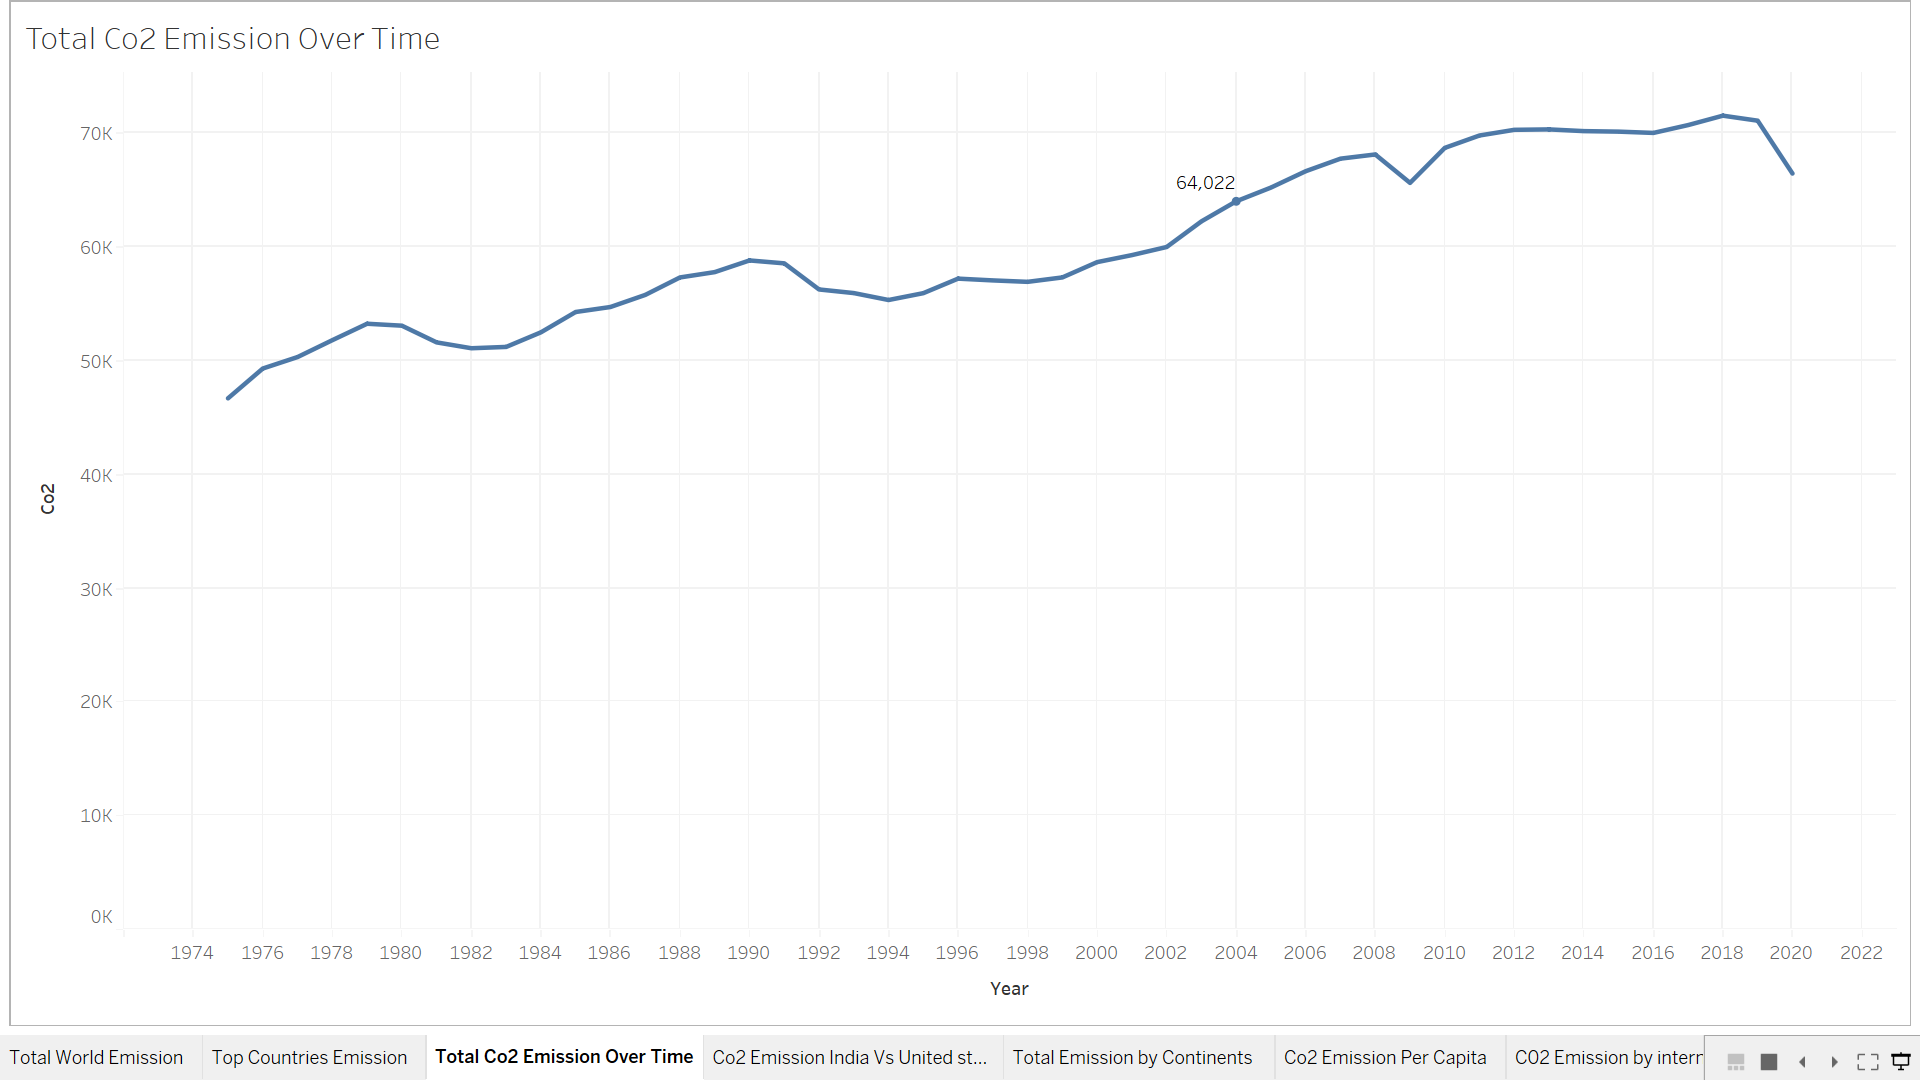 Total Co2 Emission Over Time
70K
64,022
60K
50K
40K
Co2
30K
20K
10K
0K
1974 1976 1978 1980 1982 1984 1986 1988 1990 1992 1994 1996 1998 2000 2002 2004 2006 2008 2010 2012 2014 2016 2018 2020 2022
Year
Total World Emission Top Countries Emission Total Co2 Emission Over Time Co2 Emission India Vs United st... Total Emission by Continents Co2 Emission Per Capita C02 Emission by intern